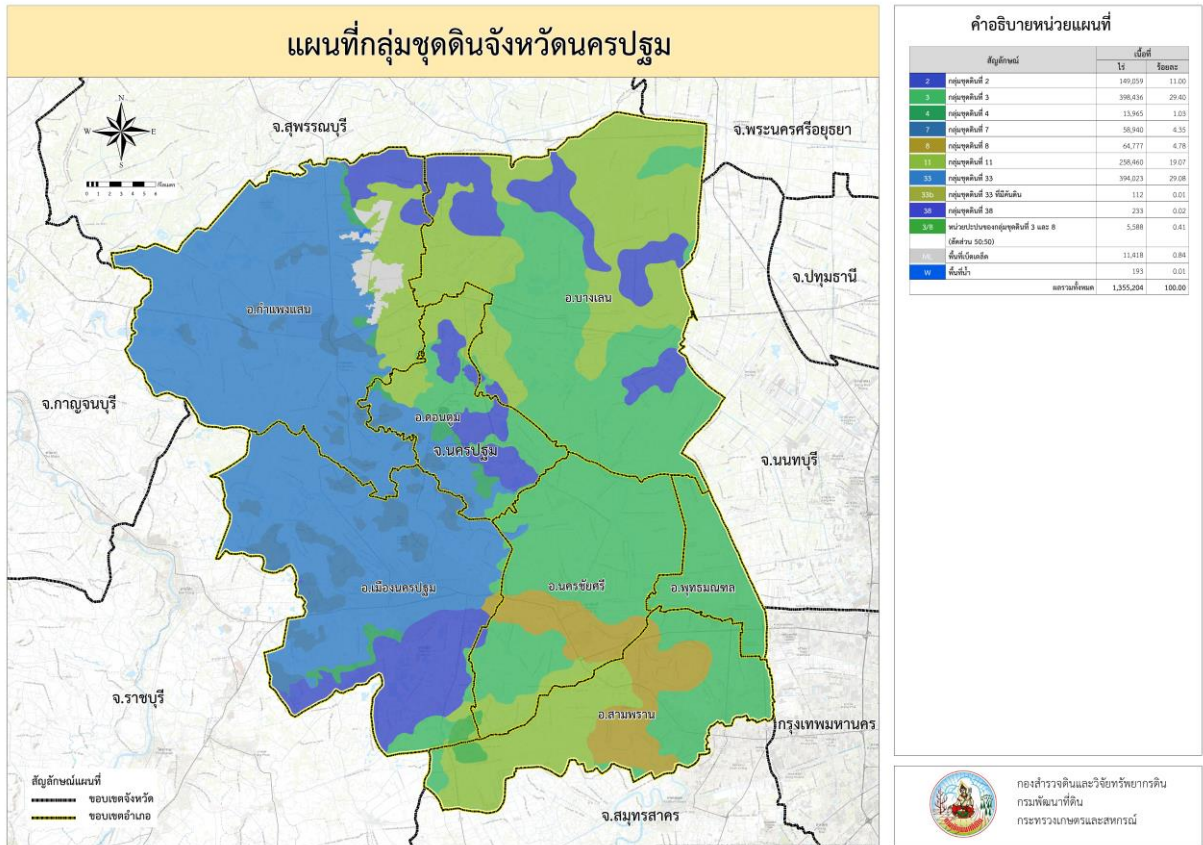 แผนที่กลุ่มชุดดินจังหวัดนครปฐม
N
W E
S
0 1 2 3 4 5 6 กิโลเมตร
จ.สุพรรณบุรี
จ.พระนครศรีอยุธยา
จ.ปทุมธานี
อ.บางเลน
อ.กำแพงแสน
จ.กาญจนบุรี
อ.ดอนตูม
จ.นครปฐม
จ.นนทบุรี
อ.เมืองนครปฐม
อ.นครชัยศรี
อ.พุทธมณฑล
จ.ราชบุรี
อ.สามพราน
กรุงเทพมหานคร
จ.สมุทรสาคร
สัญลักษณ์แผนที่
ขอบเขตจังหวัด
ขอบเขตอำเภอ
คำอธิบายหน่วยแผนที่
สัญลักษณ์ เนื้อที่
ไร่ ร้อยละ
2 กลุ่มชุดดินที่ 2 149,059 11.00
3 กลุ่มชุดดินที่ 3 398,436 29.40
4 กลุ่มชุดดินที่ 4 13,965 1.03
7 กลุ่มชุดดินที่ 7 58,940 4.35
8 กลุ่มชุดดินที่ 8 64,777 4.78
11 กลุ่มชุดดินที่ 11 258,460 19.07
33 กลุ่มชุดดินที่ 33 394,023 29.08
33b กลุ่มชุดดินที่ 33 ที่มีคันดิน 112 0.01
38 กลุ่มชุดดินที่ 38 233 0.02
3/8 หน่วยปะปนของกลุ่มชุดดินที่ 3 และ 8 5,588 0.41
(อัตส่วน 50:50)
ML พื้นที่เบ็ดเตล็ด 11,418 0.84
W พื้นที่น้ำ 193 0.01
ผลรวมทั้งหมด 1,355,204 100.00
กองสำรวจดินและวิจัยทรัพยากรดิน
กรมพัฒนาที่ดิน
กระทรวงเกษตรและสหกรณ์